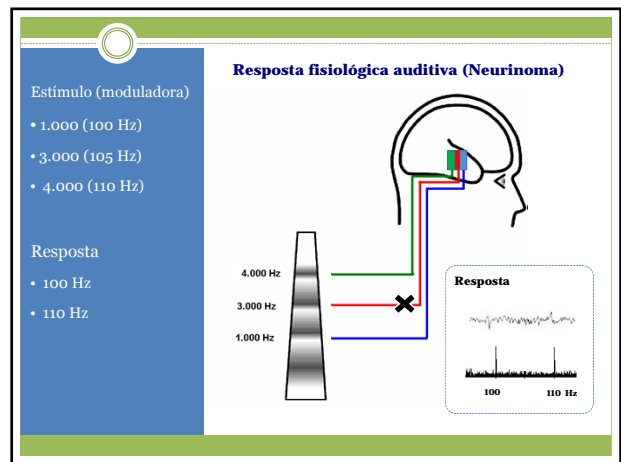 Resposta fisiológica auditiva (Neurinoma)
Estímulo (moduladora)
• 1.000 (100 Hz)
• 3.000 (105 Hz)
• 4.000 (110 Hz)
Resposta
• 100 Hz
• 110 Hz
4.000 Hz
3.000 Hz
1.000 Hz
Resposta
100 110 Hz